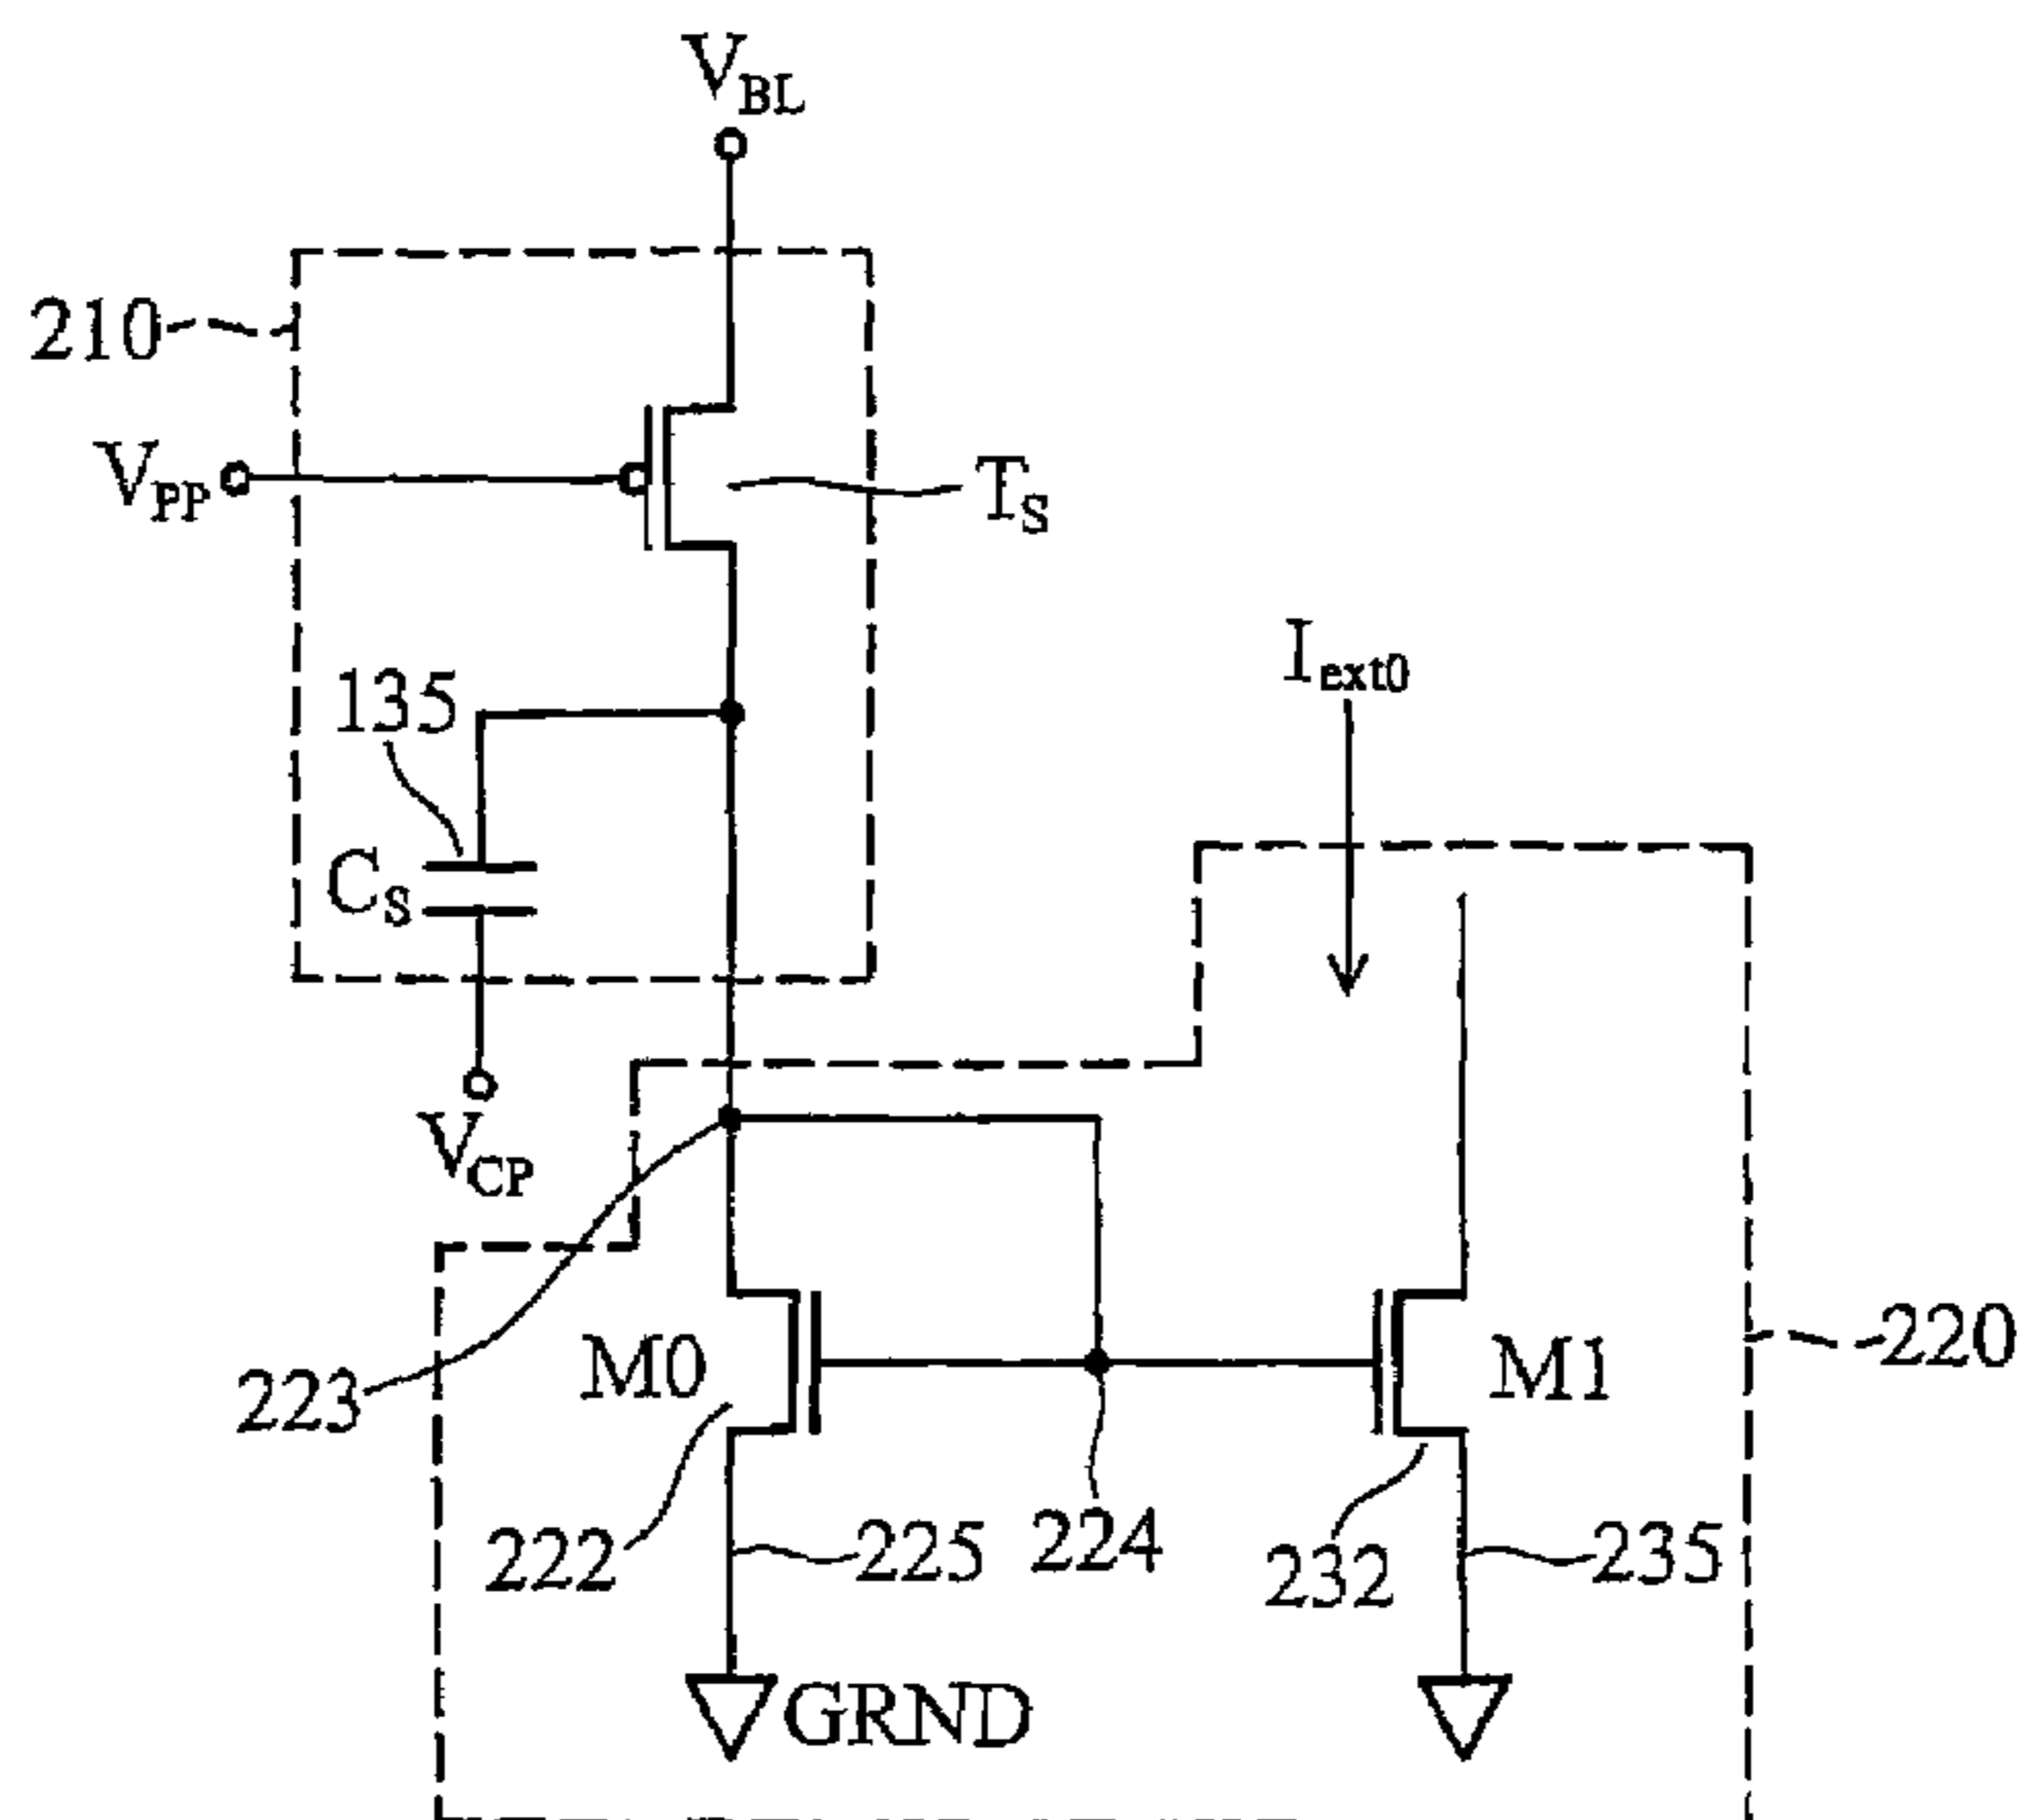 V_BL
210
V_PP
T_S
135
I_ext0
C_S
V_CP
M0
M1
220
223
222
225
224
232
235
GRND